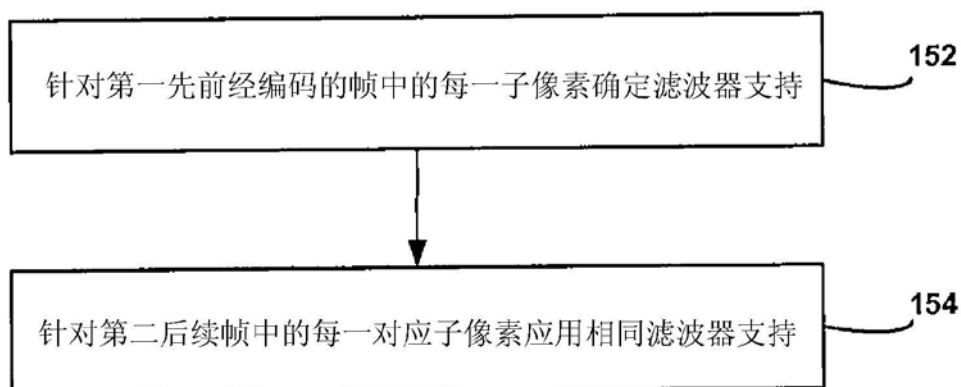 针对第一先前经编码的帧中的每一子像素确定滤波器支持
152
针对第二后续帧中的每一对应子像素应用相同滤波器支持
154